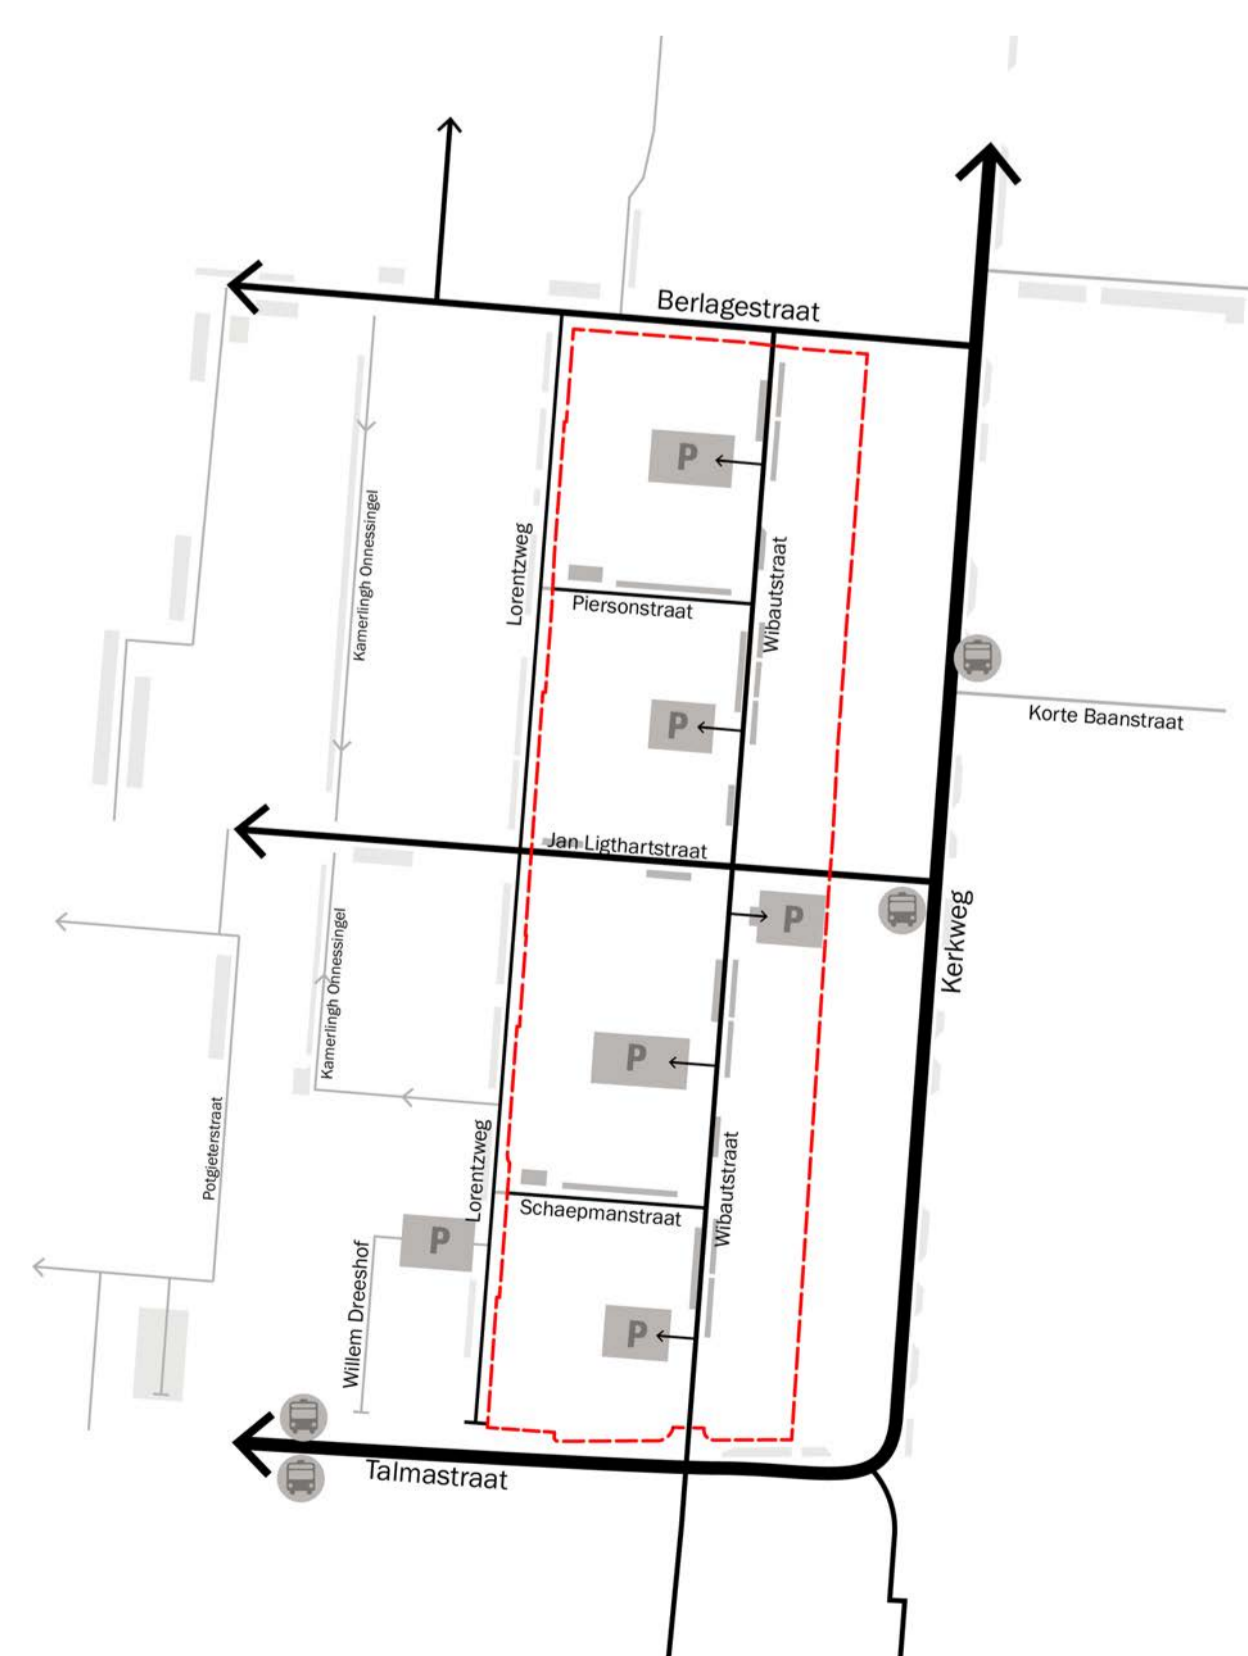 Berlagestraat
P
Kamerlingh Onnessingel
Lorentzweg
Wibautstraat
Piersonstraat
P
Korte Baanstraat
Jan Ligthartstraat
P
Kerkweg
Kamerlingh Onnessingel
P
Potgieterstraat
Lorentzweg
Wibautstraat
Schaepmanstraat
P
Willem Dreeshof
P
Talmastraat